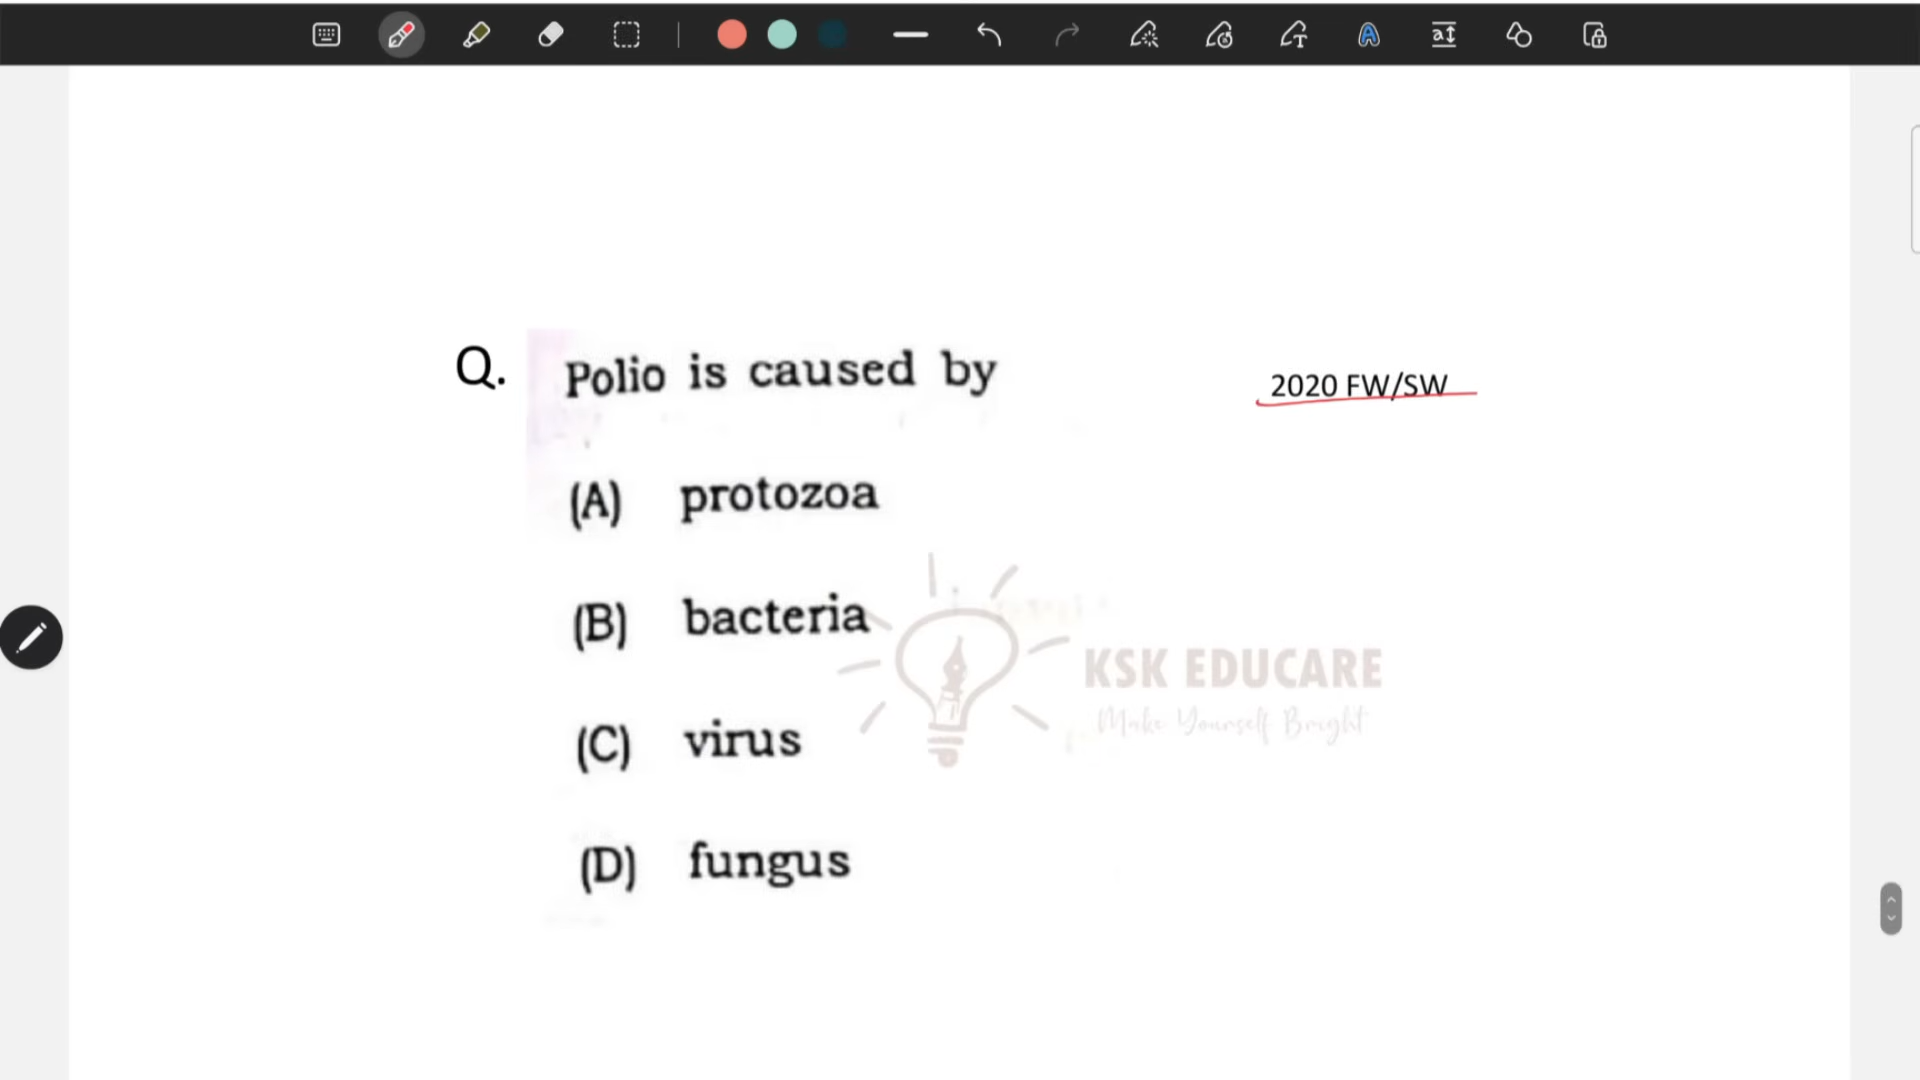 Q. Polio is caused by
2020 FW/SW
(A) protozoa
(B) bacteria
(C) virus
(D) fungus
KSK EDUCARE
Make Yourself Bright